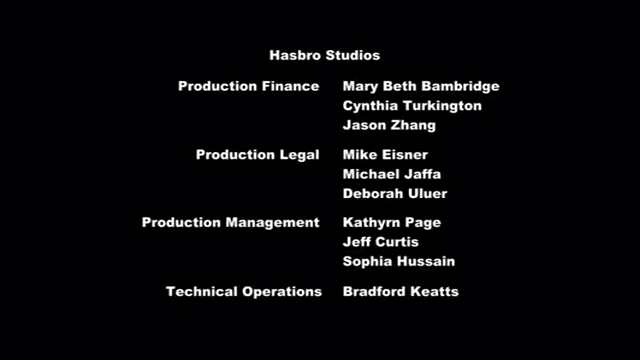 Hasbro Studios
Production Finance Mary Beth Bambridge
Cynthia Turkington
Jason Zhang
Production Legal Mike Eisner
Michael Jaffa
Deborah Uluer
Production Management Kathyrn Page
Jeff Curtis
Sophia Hussain
Technical Operations Bradford Keatts